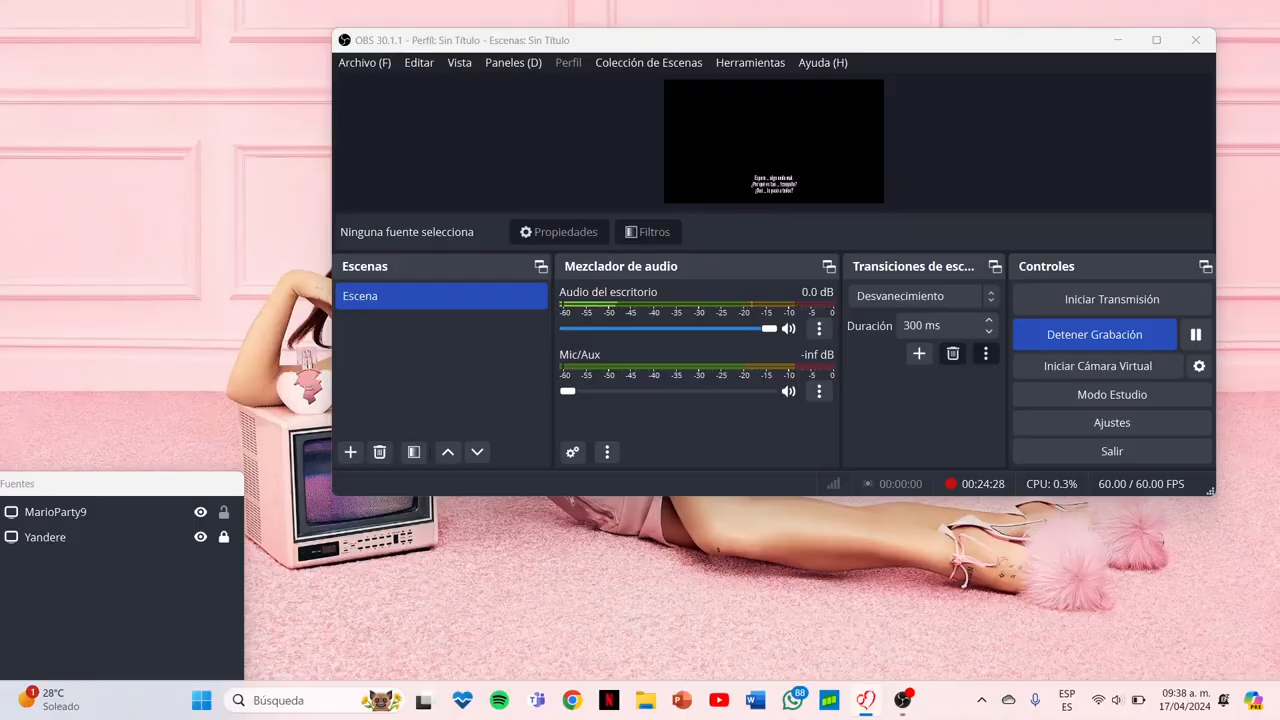 OBS 30.1.1 - Perfil: Sin Título - Escenas: Sin Título
Archivo (F) Editar Vista Paneles (D) Perfil Colección de Escenas Herramientas Ayuda (H)
Ninguna fuente selecciona Propiedades Filtros
Escenas Mezclador de audio Transiciones de esc... Controles
Escena
Audio del escritorio 0.0 dB
-60 -55 -50 -45 -40 -35 -30 -25 -20 -15 -10 -5 0
Mic/Aux -inf dB
-60 -55 -50 -45 -40 -35 -30 -25 -20 -15 -10 -5 0
Desvanecimiento
Duración 300 ms
Iniciar Transmisión
Detener Grabación
Iniciar Cámara Virtual
Modo Estudio
Ajustes
Salir
00:00:00 00:24:28 CPU: 0.3% 60.00 / 60.00 FPS
Fuentes
MarioParty9
Yandere
1 28°C
Soleado
Búsqueda
88
ESP
ES
09:38 a. m.
17/04/2024
PRE